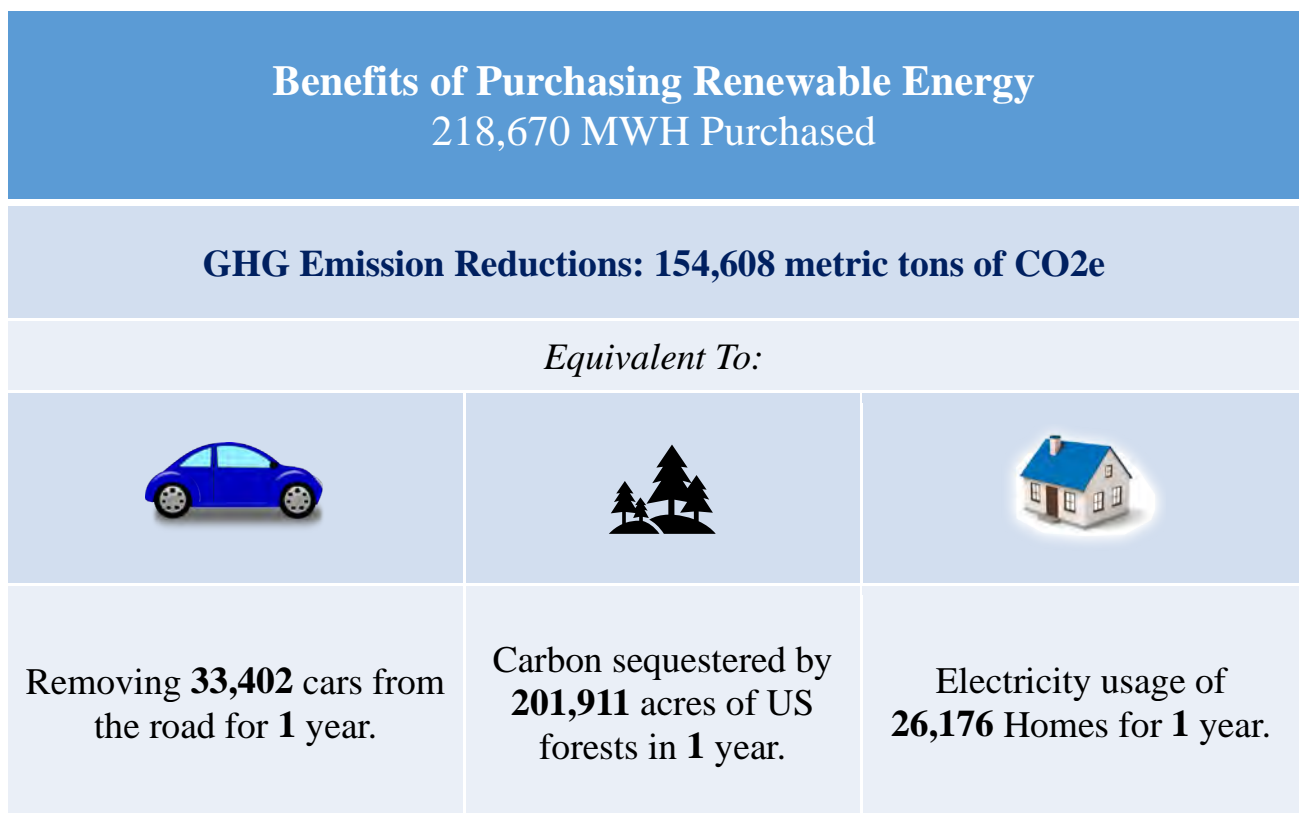 Benefits of Purchasing Renewable Energy
218,670 MWH Purchased
GHG Emission Reductions: 154,608 metric tons of CO2e
Equivalent To:
Removing 33,402 cars from
the road for 1 year.
Carbon sequestered by
201,911 acres of US
forests in 1 year.
Electricity usage of
26,176 Homes for 1 year.